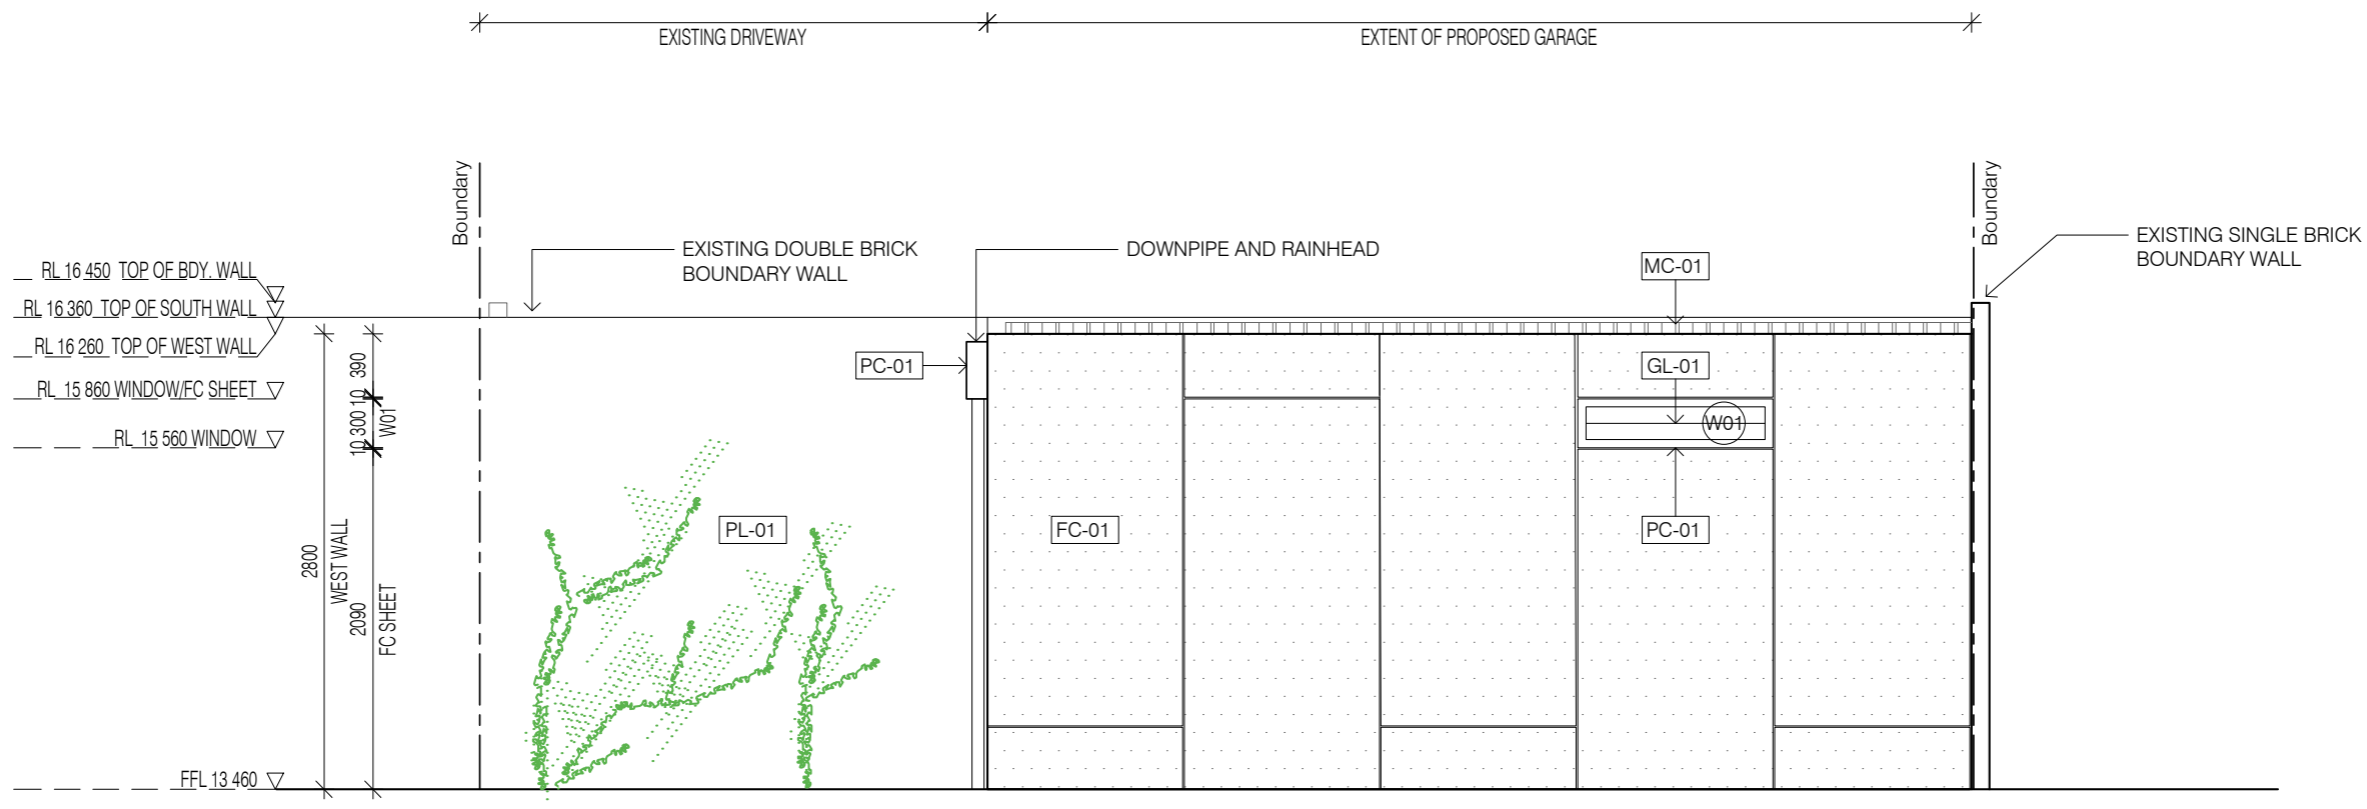 EXISTING DRIVEWAY
EXTENT OF PROPOSED GARAGE
Boundary
Boundary
EXISTING SINGLE BRICK
BOUNDARY WALL
EXISTING DOUBLE BRICK
BOUNDARY WALL
DOWNPIPE AND RAINHEAD
MC-01
RL 16 450 TOP OF BDY. WALL
RL 16 360 TOP OF SOUTH WALL
RL 16 260 TOP OF WEST WALL
RL 15 860 WINDOW/FC SHEET
RL 15 560 WINDOW
FFL 13 460
2800
WEST WALL
390
10
300
10
W01
2090
FC SHEET
PC-01
GL-01
W01
PL-01
FC-01
PC-01